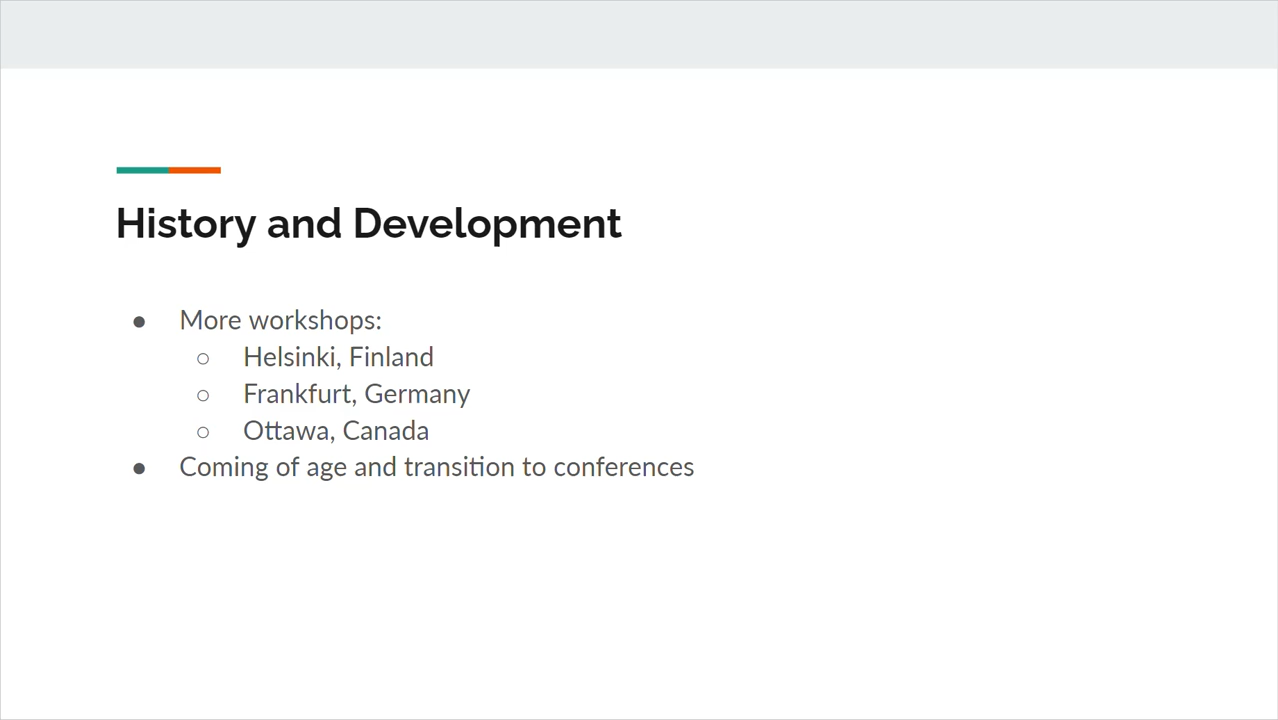 History and Development
● More workshops:
○ Helsinki, Finland
○ Frankfurt, Germany
○ Ottawa, Canada
● Coming of age and transition to conferences